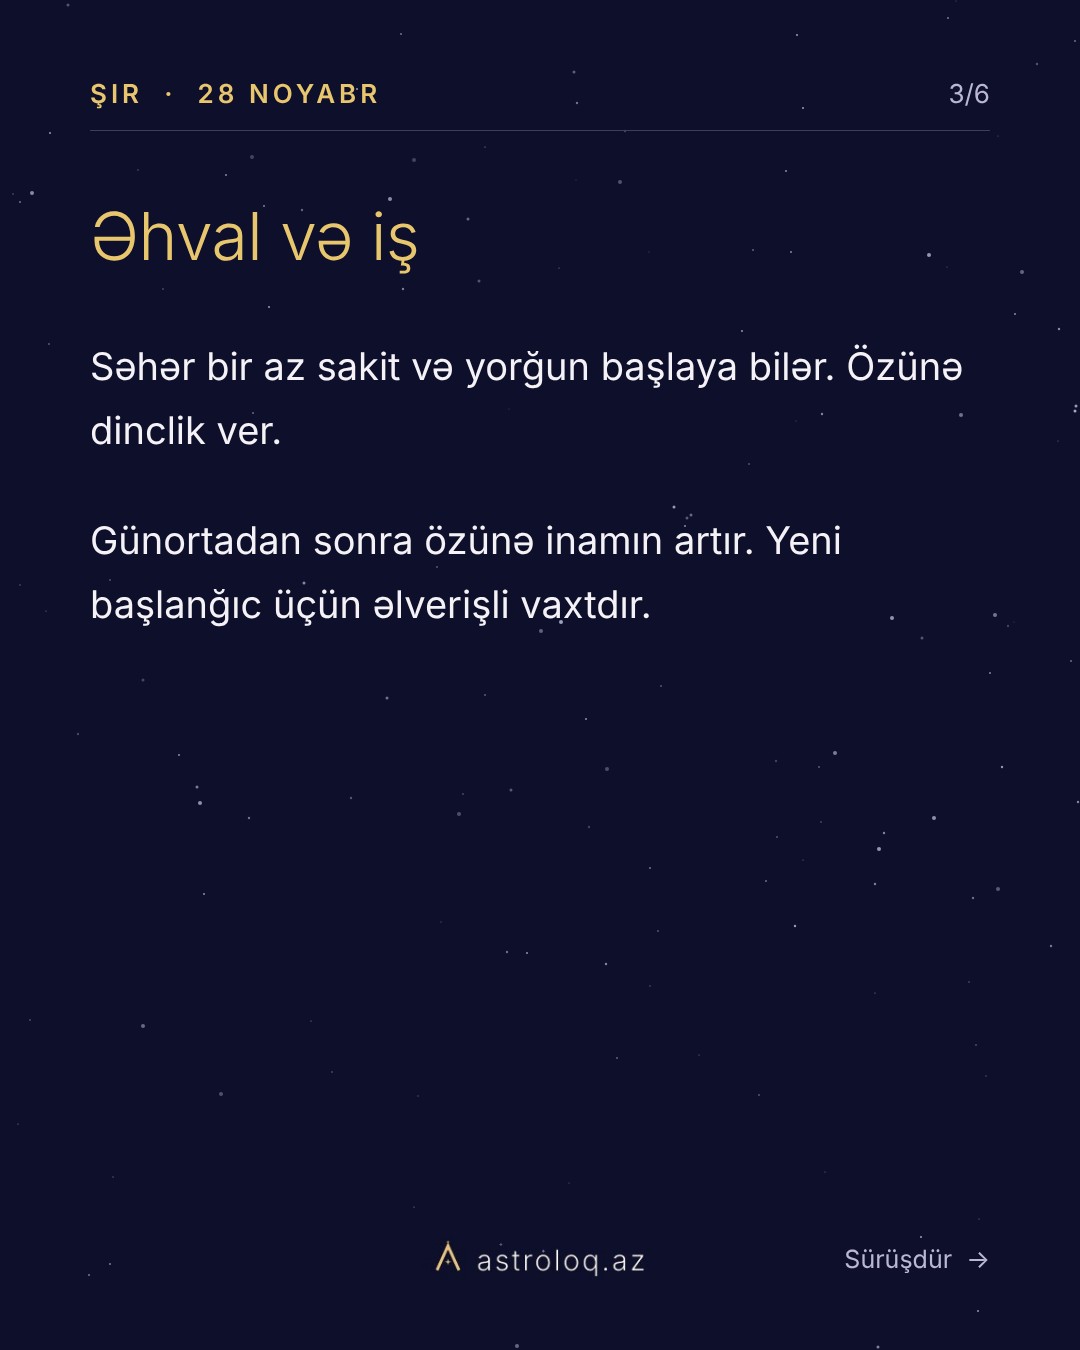 ŞIR · 28 NOYABR
3/6
Əhval və iş
Səhər bir az sakit və yorğun başlaya bilər. Özünə
dinclik ver.
Günortadan sonra özünə inamın artır. Yeni
başlanğıc üçün əlverişli vaxtdır.
astroloq.az
Sürüşdür →